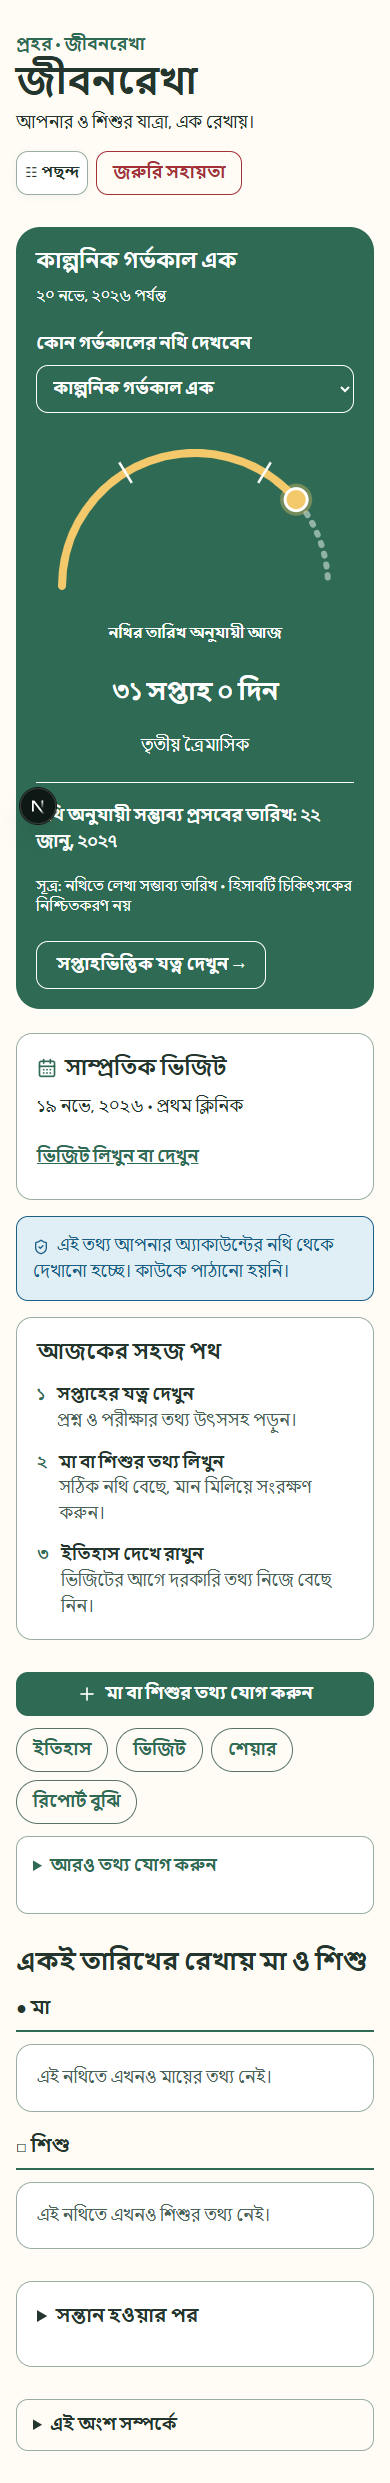 প্রহর • জীবনরেখা
জীবনরেখা
আপনার ও শিশুর যাত্রা, এক রেখায়।
পছন্দ
জরুরি সহায়তা
কাল্পনিক গর্ভকাল এক
২০ নভে, ২০২৬ পর্যন্ত
কোন গর্ভকালের নথি দেখবেন
কাল্পনিক গর্ভকাল এক
নথির তারিখ অনুযায়ী আজ
৩১ সপ্তাহ ০ দিন
তৃতীয় ত্রৈমাসিক
N
অনুযায়ী সম্ভাব্য প্রসবের তারিখ: ২২
জানু, ২০২৭
সূত্র: নথিতে লেখা সম্ভাব্য তারিখ • হিসাবটি চিকিৎসকের
নিশ্চিতকরণ নয়
সপ্তাহভিত্তিক যত্ন দেখুন→
সাম্প্রতিক ভিজিট
১৯ নভে, ২০২৬ • প্রথম ক্লিনিক
ভিজিট লিখুন বা দেখুন
এই তথ্য আপনার অ্যাকাউন্টের নথি থেকে
দেখানো হচ্ছে। কাউকে পাঠানো হয়নি।
আজকের সহজ পথ
১ সপ্তাহের যত্ন দেখুন
প্রশ্ন ও পরীক্ষার তথ্য উৎসসহ পড়ুন।
২ মা বা শিশুর তথ্য লিখুন
সঠিক নথি বেছে, মান মিলিয়ে সংরক্ষণ
করুন।
৩ ইতিহাস দেখে রাখুন
ভিজিটের আগে দরকারি তথ্য নিজে বেছে
নিন।
+ মা বা শিশুর তথ্য যোগ করুন
ইতিহাস
ভিজিট
শেয়ার
রিপোর্ট বুঝি
আরও তথ্য যোগ করুন
একই তারিখের রেখায় মা ও শিশু
● মা
এই নথিতে এখনও মায়ের তথ্য নেই।
□ শিশু
এই নথিতে এখনও শিশুর তথ্য নেই।
সন্তান হওয়ার পর
এই অংশ সম্পর্কে